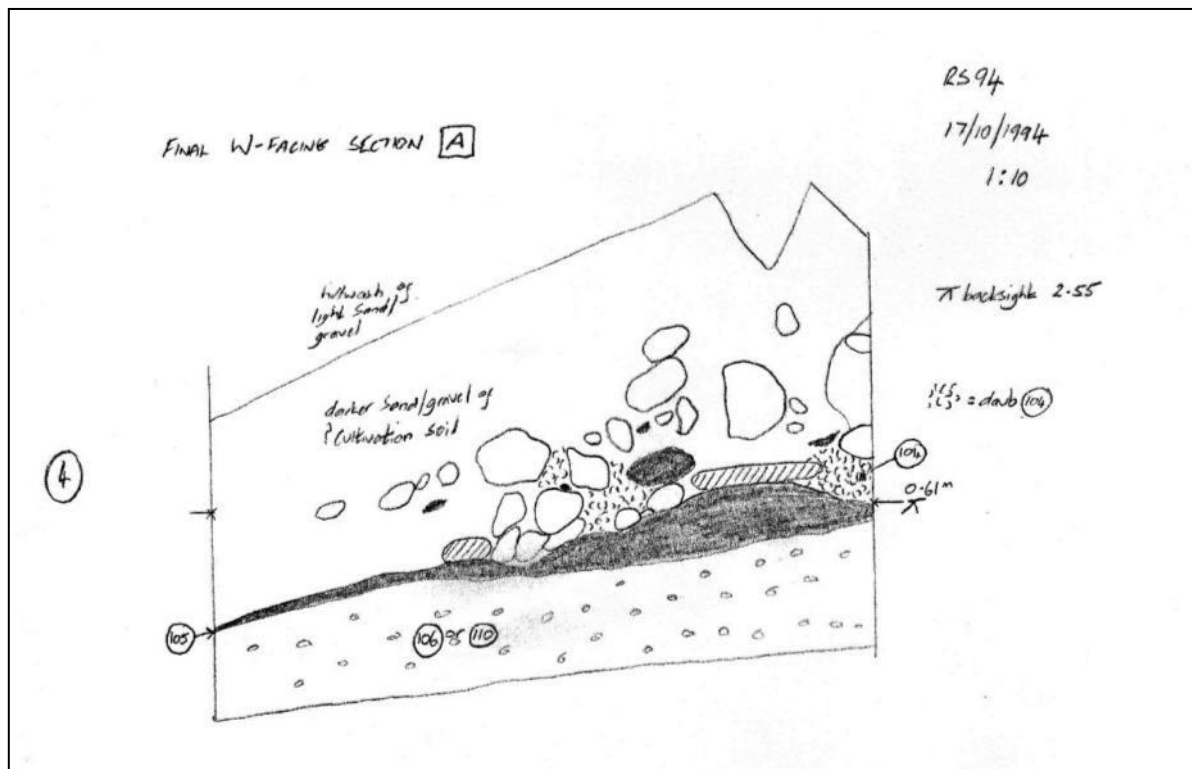 RS94
17/10/1994
1:10
FINAL W-FACING SECTION A
hillwash of
light sand/
gravel
⊼ backsight 2.55
darker sand/gravel of
? cultivation soil
= daub 104
4
104
0.61m
105
106 or 110